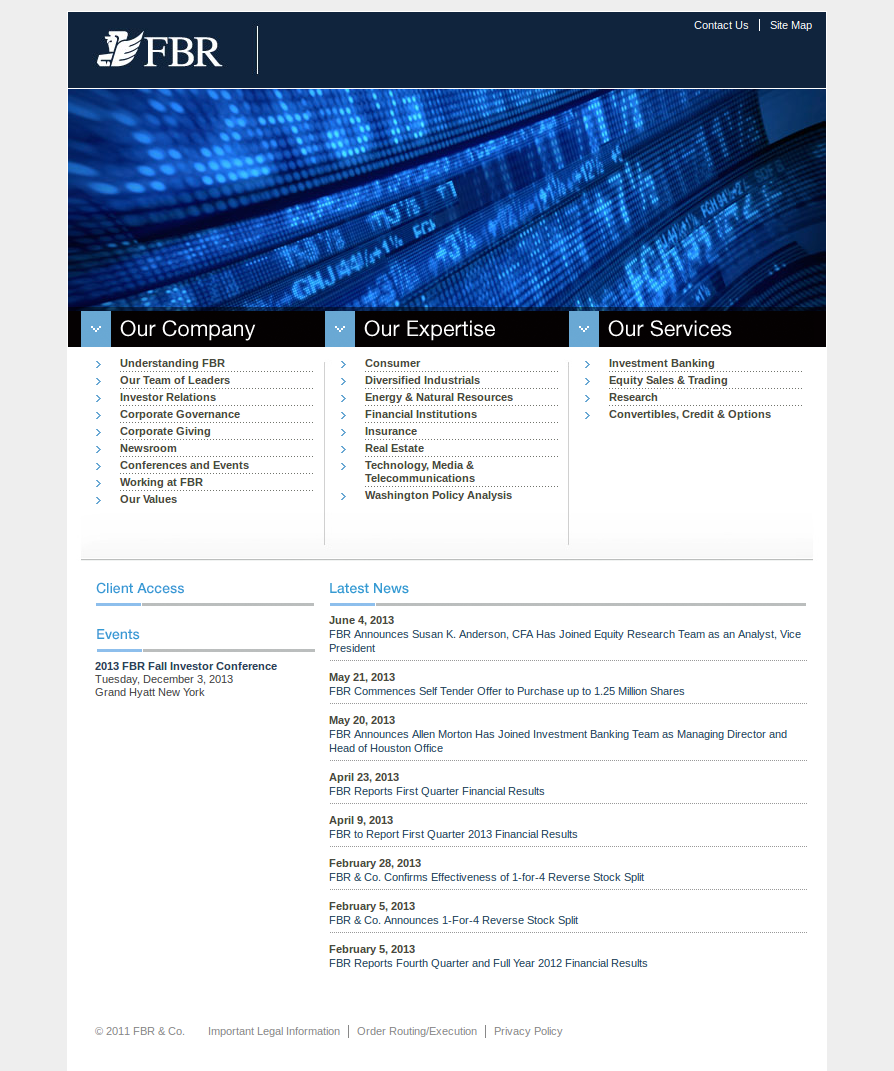 Contact Us
Site Map
FBR
GHJ 44½ +1½
FGH
+3½
Our Company
Our Expertise
Our Services
Understanding FBR
Our Team of Leaders
Investor Relations
Corporate Governance
Corporate Giving
Newsroom
Conferences and Events
Working at FBR
Our Values
Consumer
Diversified Industrials
Energy & Natural Resources
Financial Institutions
Insurance
Real Estate
Technology, Media &
Telecommunications
Washington Policy Analysis
Investment Banking
Equity Sales & Trading
Research
Convertibles, Credit & Options
Client Access
Events
2013 FBR Fall Investor Conference
Tuesday, December 3, 2013
Grand Hyatt New York
Latest News
June 4, 2013
FBR Announces Susan K. Anderson, CFA Has Joined Equity Research Team as an Analyst, Vice
President
May 21, 2013
FBR Commences Self Tender Offer to Purchase up to 1.25 Million Shares
May 20, 2013
FBR Announces Allen Morton Has Joined Investment Banking Team as Managing Director and
Head of Houston Office
April 23, 2013
FBR Reports First Quarter Financial Results
April 9, 2013
FBR to Report First Quarter 2013 Financial Results
February 28, 2013
FBR & Co. Confirms Effectiveness of 1-for-4 Reverse Stock Split
February 5, 2013
FBR & Co. Announces 1-For-4 Reverse Stock Split
February 5, 2013
FBR Reports Fourth Quarter and Full Year 2012 Financial Results
© 2011 FBR & Co.
Important Legal Information
Order Routing/Execution
Privacy Policy